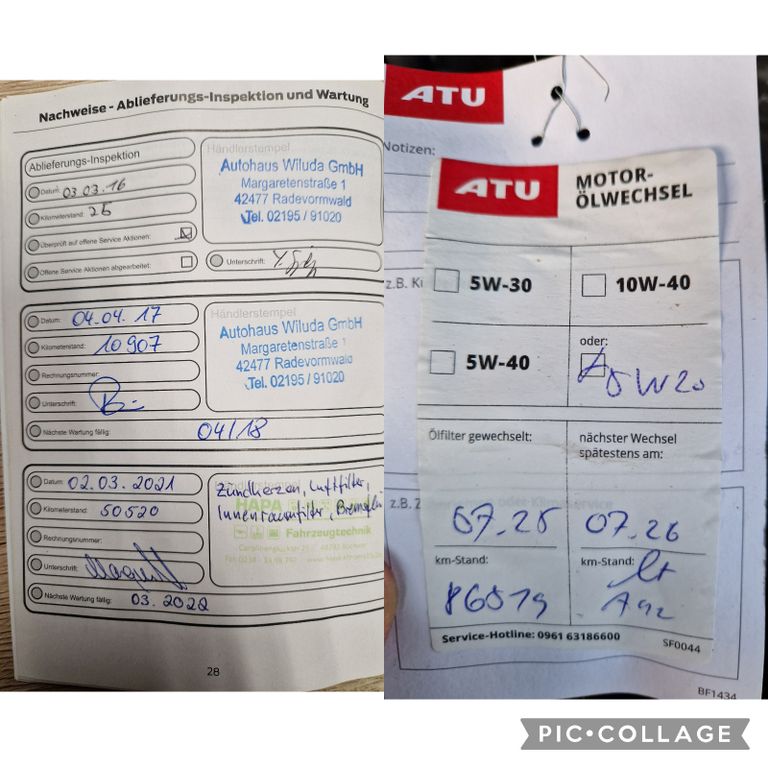 Nachweise - Ablieferungs-Inspektion und Wartung
Ablieferungs-Inspektion
Datum: 03.03.16
Kilometerstand: 25
Überprüft auf offene Service Aktionen:
Offene Service Aktionen abgearbeitet:
Händlerstempel
Autohaus Wiluda GmbH
Margaretenstraße 1
42477 Radevormwald
Tel. 02195 / 91020
Unterschrift:
Datum: 04.04.17
Kilometerstand: 10907
Rechnungsnummer:
Unterschrift:
Nächste Wartung fällig: 04/18
Händlerstempel
Autohaus Wiluda GmbH
Margaretenstraße 1
42477 Radevormwald
Tel. 02195 / 91020
Datum: 02.03.2021
Kilometerstand: 50520
Rechnungsnummer:
Unterschrift:
Nächste Wartung fällig: 03.2022
Händlerstempel
Zündkerzen, Luftfilter,
Innenraumfilter,
HAPA
Fahrzeugtechnik
28
ATU
Notizen:
ATU
MOTOR-
ÖLWECHSEL
5W-30
10W-40
5W-40
oder:
5W20
Ölfilter gewechselt:
nächster Wechsel
spätestens am:
07.25
07.26
km-Stand:
86519
km-Stand:
lt
Service-Hotline: 0961 63186600
SF0044
BF1434
z.B.
z.B.
PIC•COLLAGE